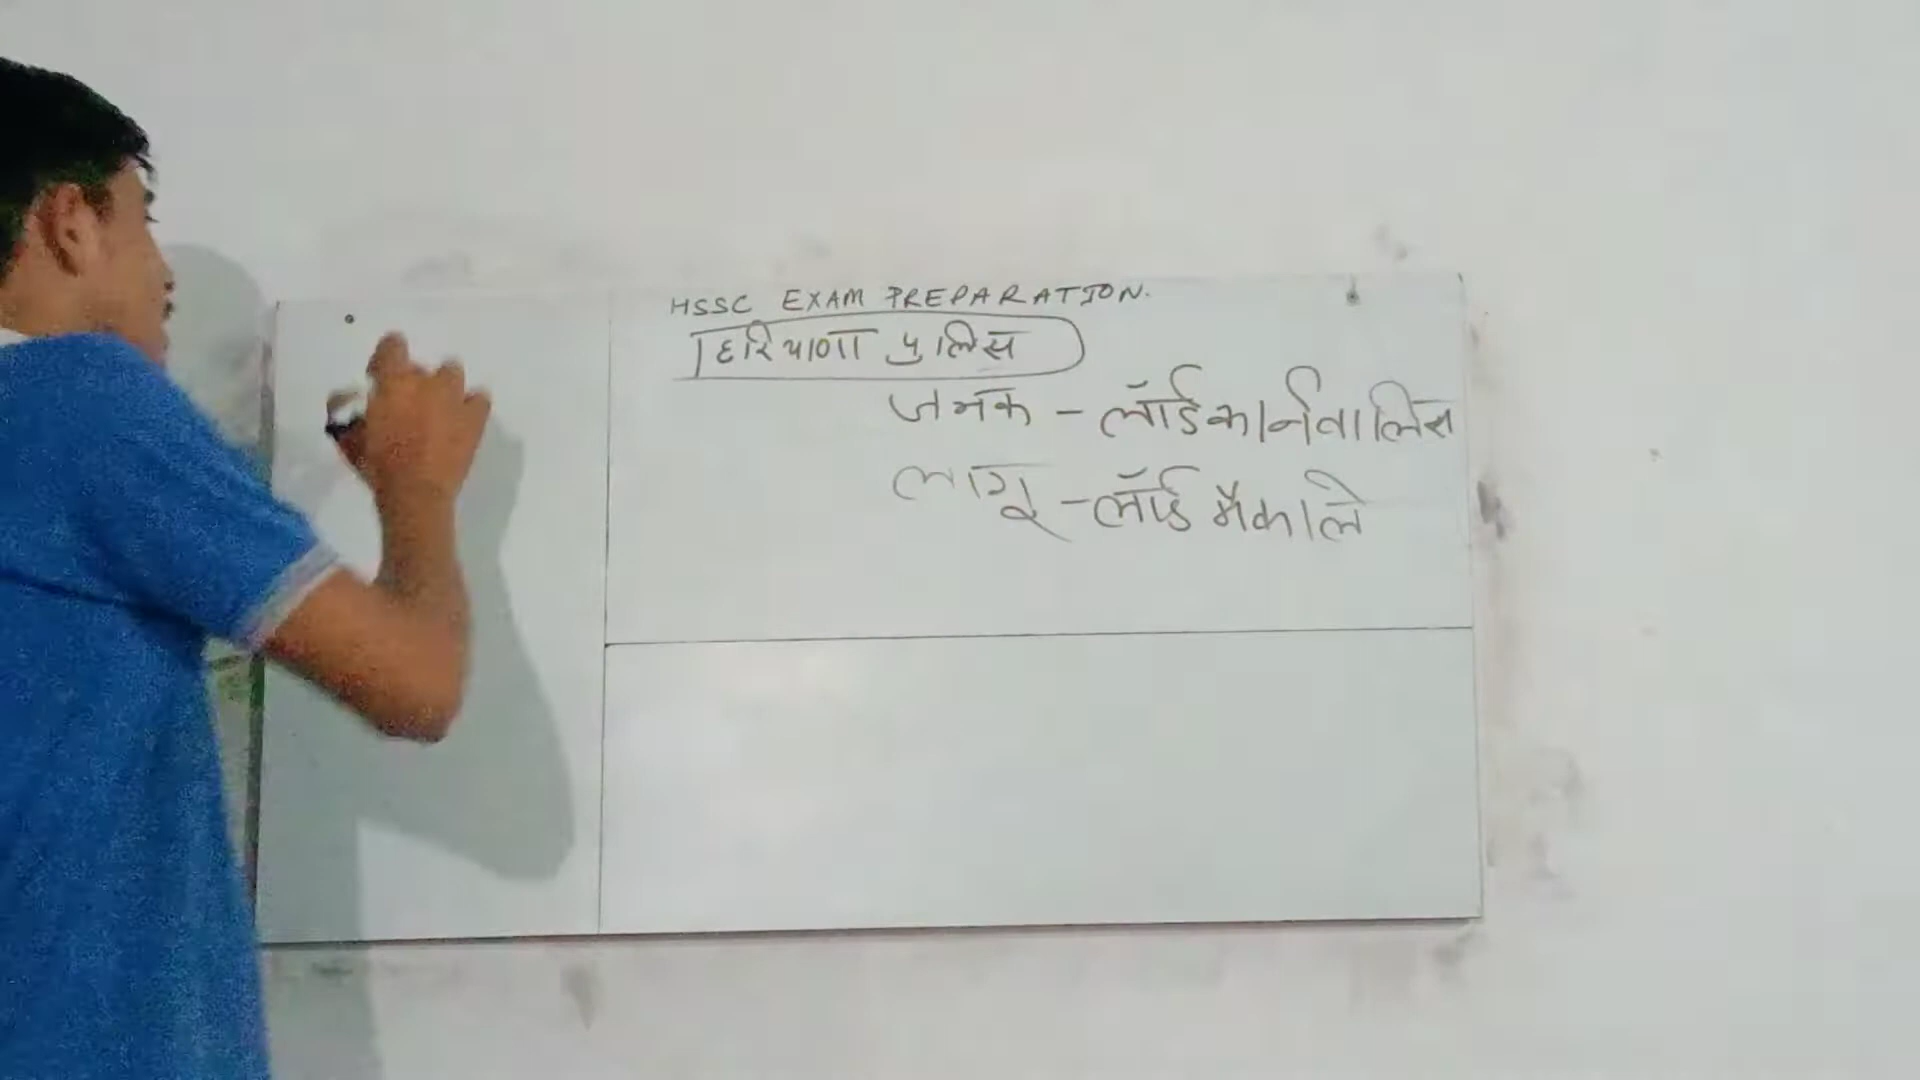 HSSC EXAM PREPARATION.
हरियाणा पुलिस
जनक - लॉर्ड कार्नवालिस
लागू - लॉर्ड मैकाले